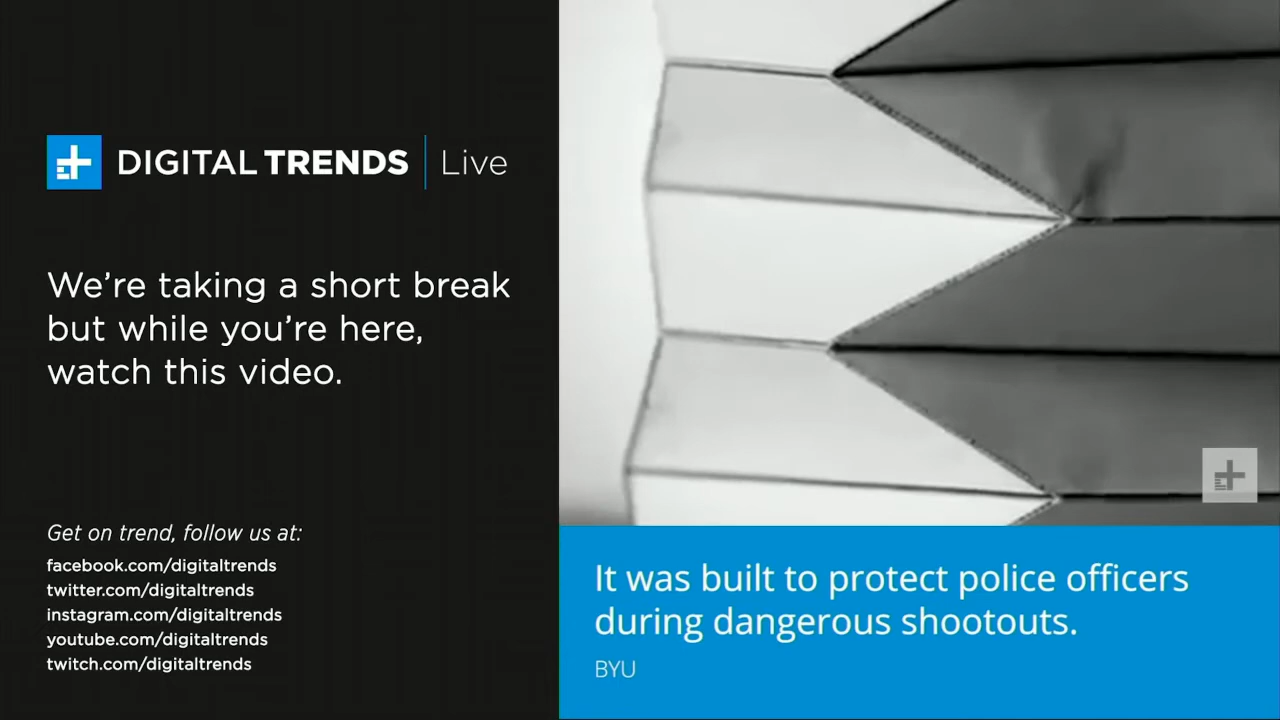 DIGITAL TRENDS Live
We're taking a short break
but while you're here,
watch this video.
Get on trend, follow us at:
facebook.com/digitaltrends
twitter.com/digitaltrends
instagram.com/digitaltrends
youtube.com/digitaltrends
twitch.com/digitaltrends
It was built to protect police officers
during dangerous shootouts.
BYU